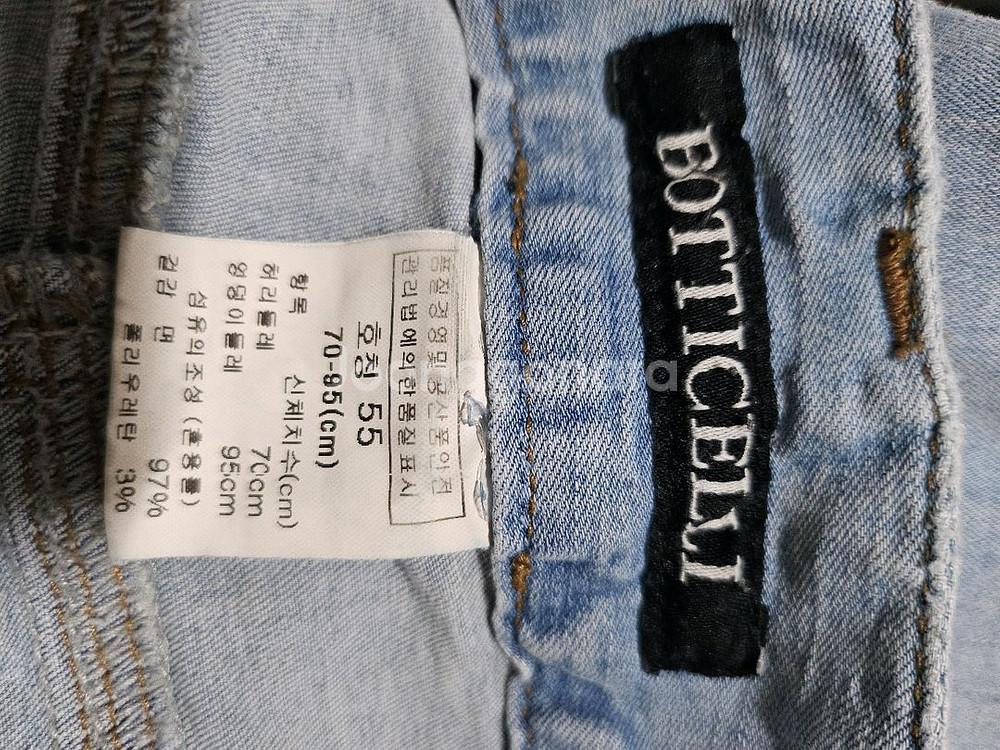 BOTTICELLI
품질경영및공산품안전
관리법에의한품질표시
호칭 55
70-95(cm)
항목 신체치수(cm)
허리둘레 70cm
엉덩이둘레 95cm
섬유의조성 (혼용률)
겉감 면 97%
폴리우레탄 3%